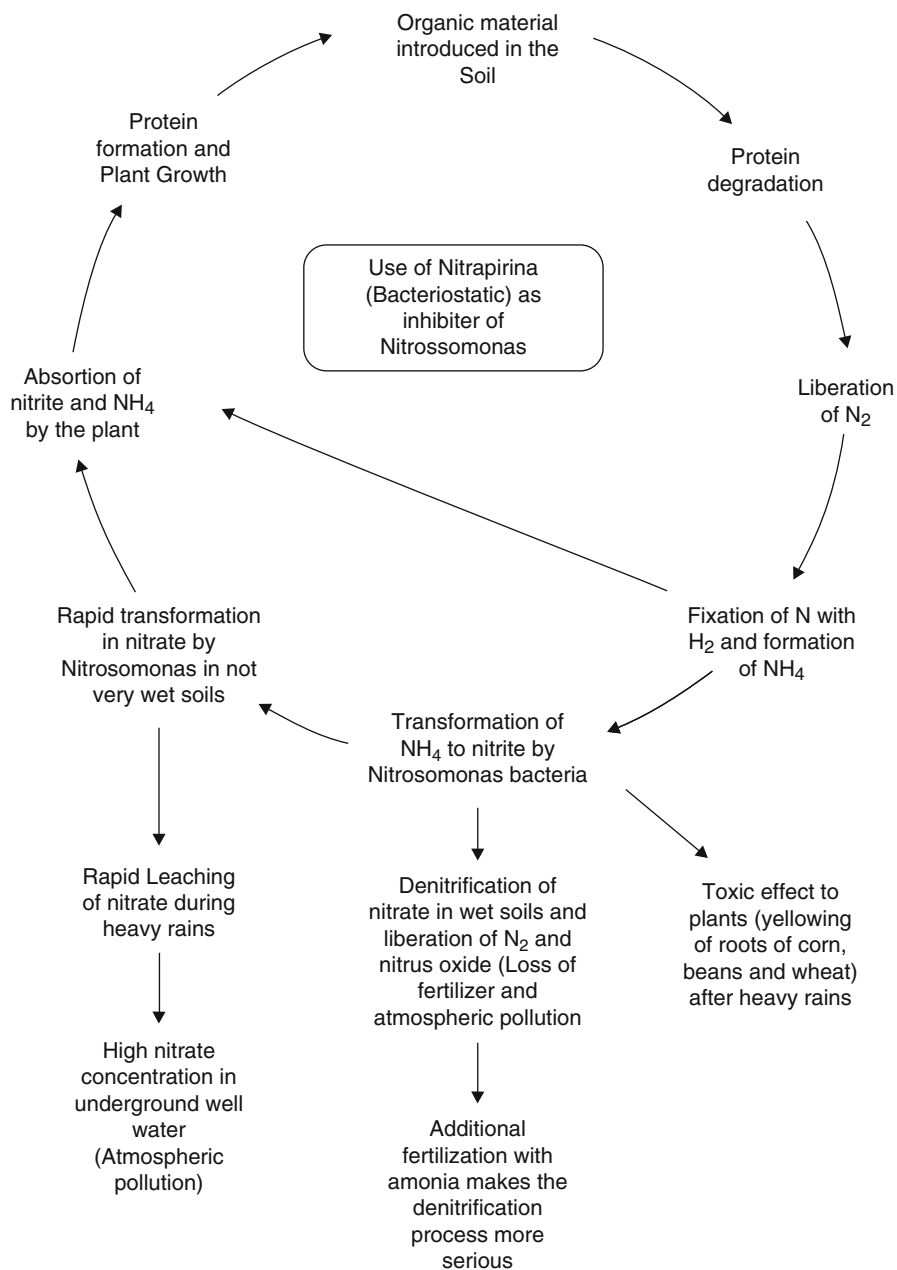 Organic material
introduced in the
Soil
Protein
degradation
Liberation
of N2
Fixation of N with
H2 and formation
of NH4
Transformation of
NH4 to nitrite by
Nitrosomonas bacteria
Rapid transformation
in nitrate by
Nitrosomonas in not
very wet soils
Absortion of
nitrite and NH4
by the plant
Protein
formation and
Plant Growth
Use of Nitrapirina
(Bacteriostatic) as
inhibiter of
Nitrossomonas
Rapid Leaching
of nitrate during
heavy rains
High nitrate
concentration in
underground well
water
(Atmospheric
pollution)
Denitrification of
nitrate in wet soils and
liberation of N2 and
nitrus oxide (Loss of
fertilizer and
atmospheric pollution
Additional
fertilization with
amonia makes the
denitrification
process more
serious
Toxic effect to
plants (yellowing
of roots of corn,
beans and wheat)
after heavy rains